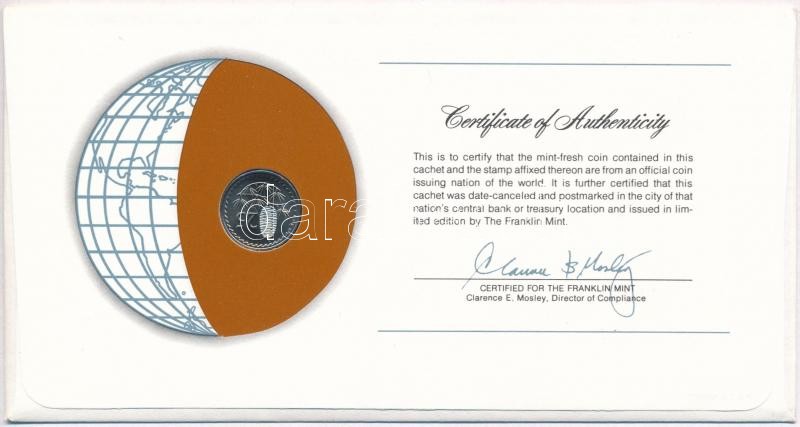 Certificate of Authenticity
This is to certify that the mint-fresh coin contained in this
cachet and the stamp affixed thereon are from an official coin
issuing nation of the world. It is further certified that this
cachet was date-canceled and postmarked in the city of that
nation's central bank or treasury location and issued in lim-
ited edition by The Franklin Mint.
CERTIFIED FOR THE FRANKLIN MINT
Clarence E. Mosley, Director of Compliance